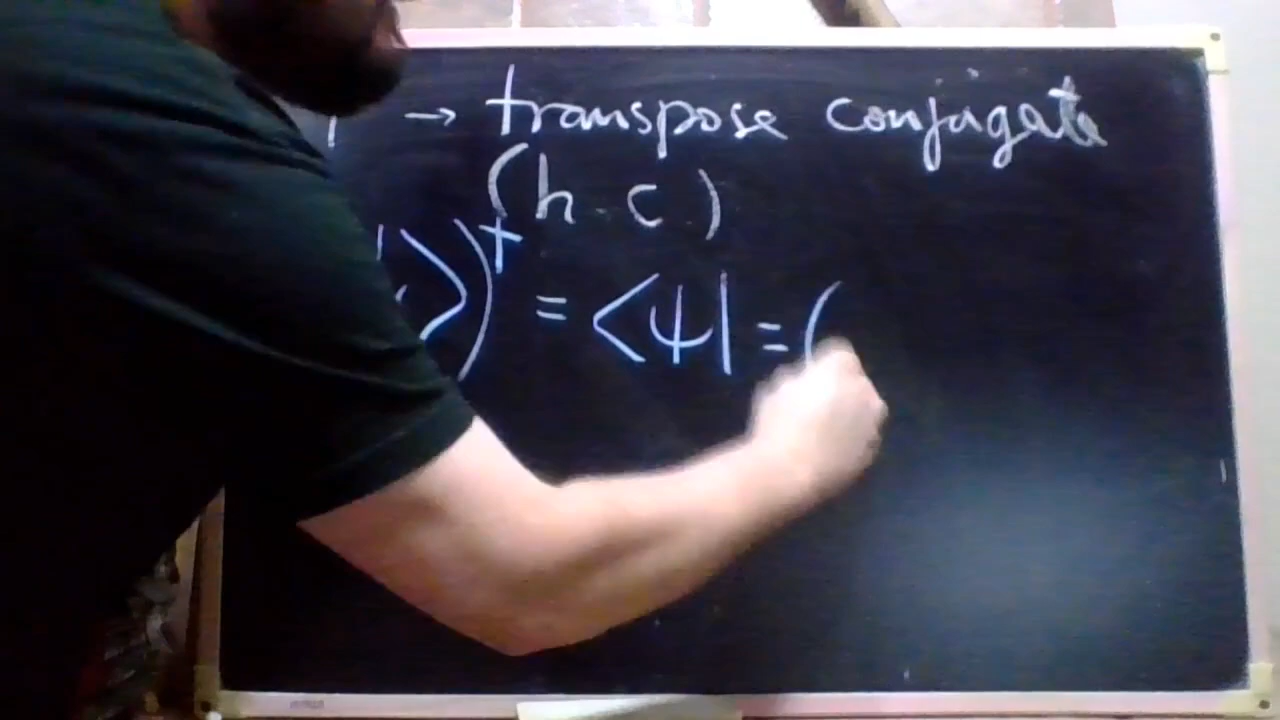 → transpose conjugate
(h c)
⟩)† = <ψ| = (